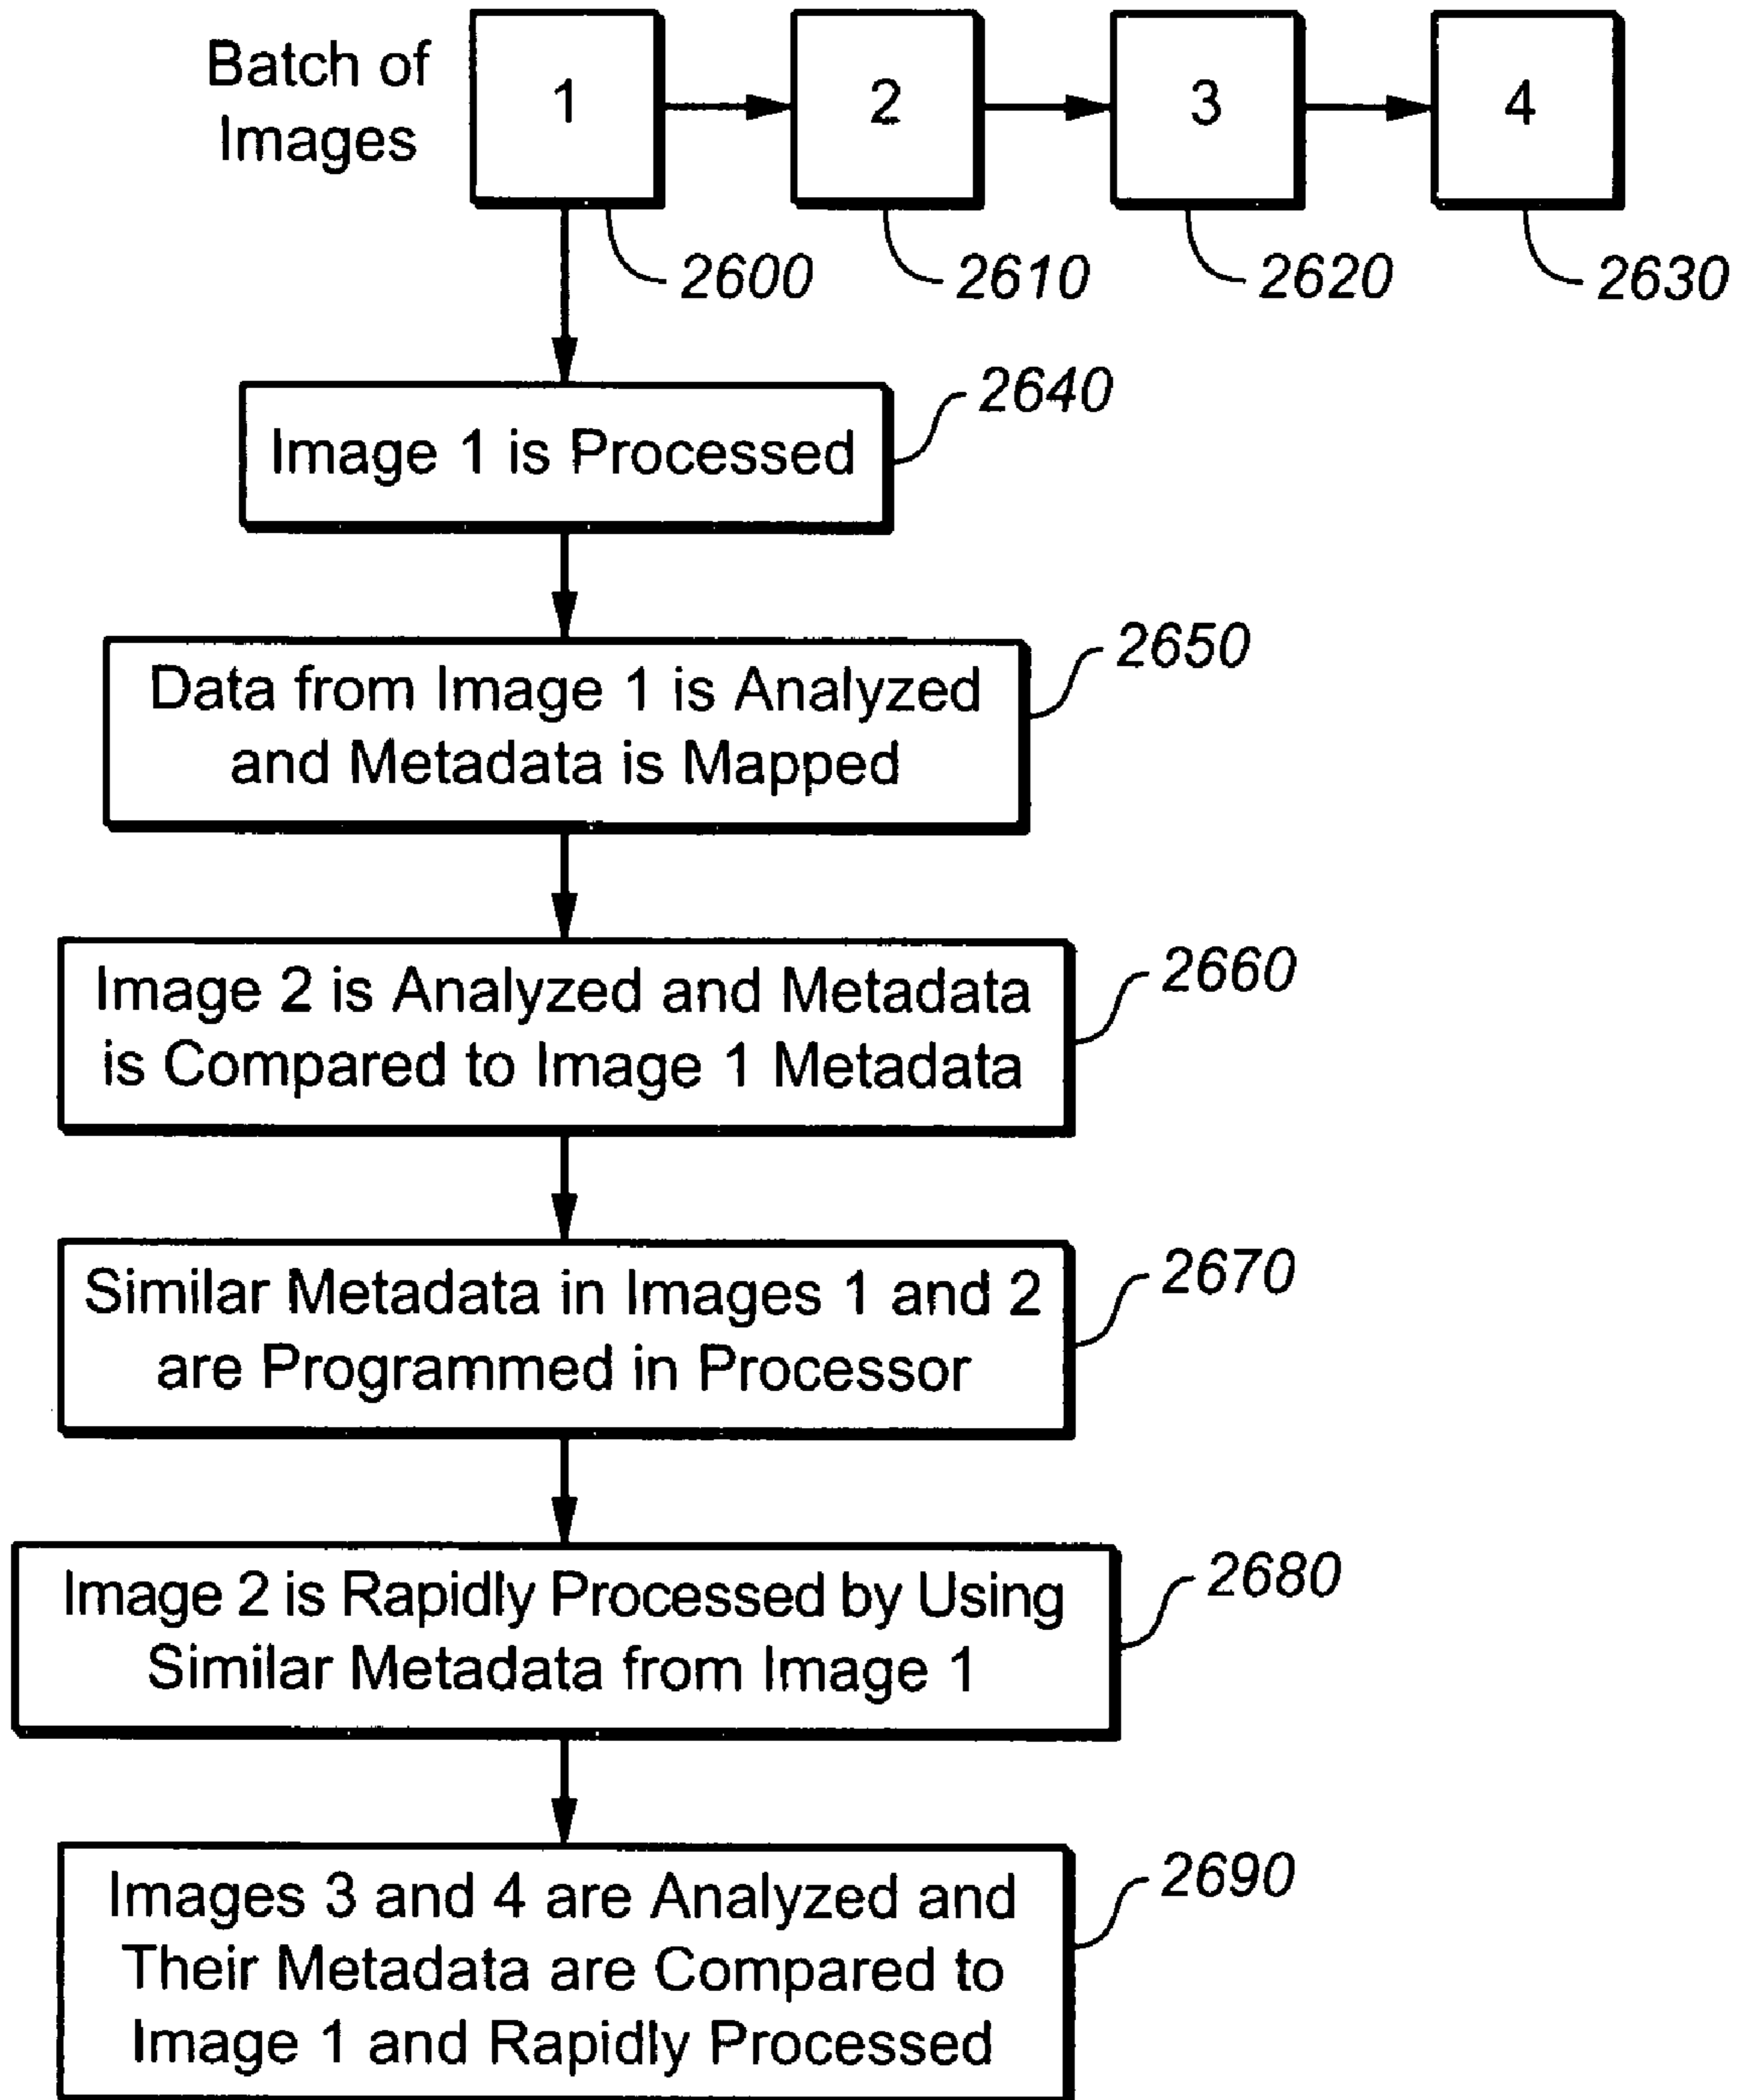 Batch of
Images
1
2
3
4
2600
2610
2620
2630
2640
Image 1 is Processed
2650
Data from Image 1 is Analyzed
and Metadata is Mapped
2660
Image 2 is Analyzed and Metadata
is Compared to Image 1 Metadata
2670
Similar Metadata in Images 1 and 2
are Programmed in Processor
2680
Image 2 is Rapidly Processed by Using
Similar Metadata from Image 1
2690
Images 3 and 4 are Analyzed and
Their Metadata are Compared to
Image 1 and Rapidly Processed